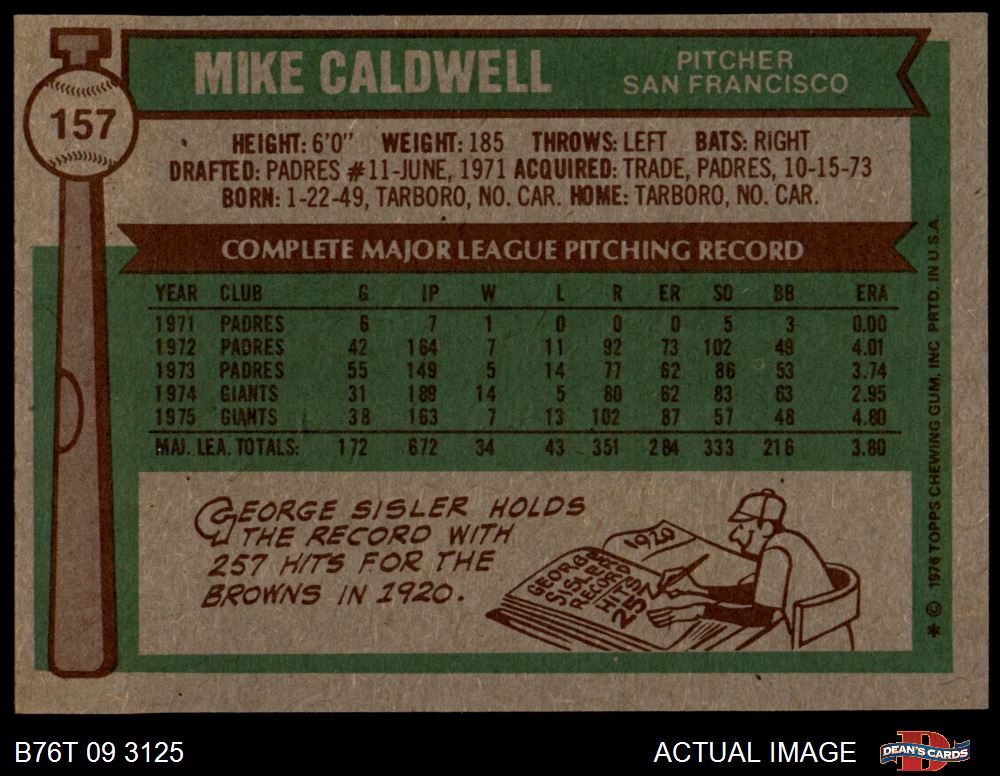 157
MIKE CALDWELL
PITCHER
SAN FRANCISCO
HEIGHT: 6'0" WEIGHT: 185 THROWS: LEFT BATS: RIGHT
DRAFTED: PADRES #11-JUNE, 1971 ACQUIRED: TRADE, PADRES, 10-15-73
BORN: 1-22-49, TARBORO, NO. CAR. HOME: TARBORO, NO. CAR.
COMPLETE MAJOR LEAGUE PITCHING RECORD
YEAR CLUB G IP W L R ER SO BB ERA
1971 PADRES 6 7 1 0 0 0 5 3 0.00
1972 PADRES 42 164 7 11 92 73 102 49 4.01
1973 PADRES 55 149 5 14 77 62 86 53 3.74
1974 GIANTS 31 189 14 5 80 62 83 63 2.95
1975 GIANTS 38 163 7 13 102 87 57 48 4.80
MAJ. LEA. TOTALS: 172 672 34 43 351 284 333 216 3.80
GEORGE SISLER HOLDS
THE RECORD WITH
257 HITS FOR THE
BROWNS IN 1920.
1920
GEORGE
SISLER
RECORD
HITS
257
* © 1976 TOPPS CHEWING GUM, INC PRTD. IN U.S.A.
B76T 09 3125
ACTUAL IMAGE
D
DEAN'S CARDS